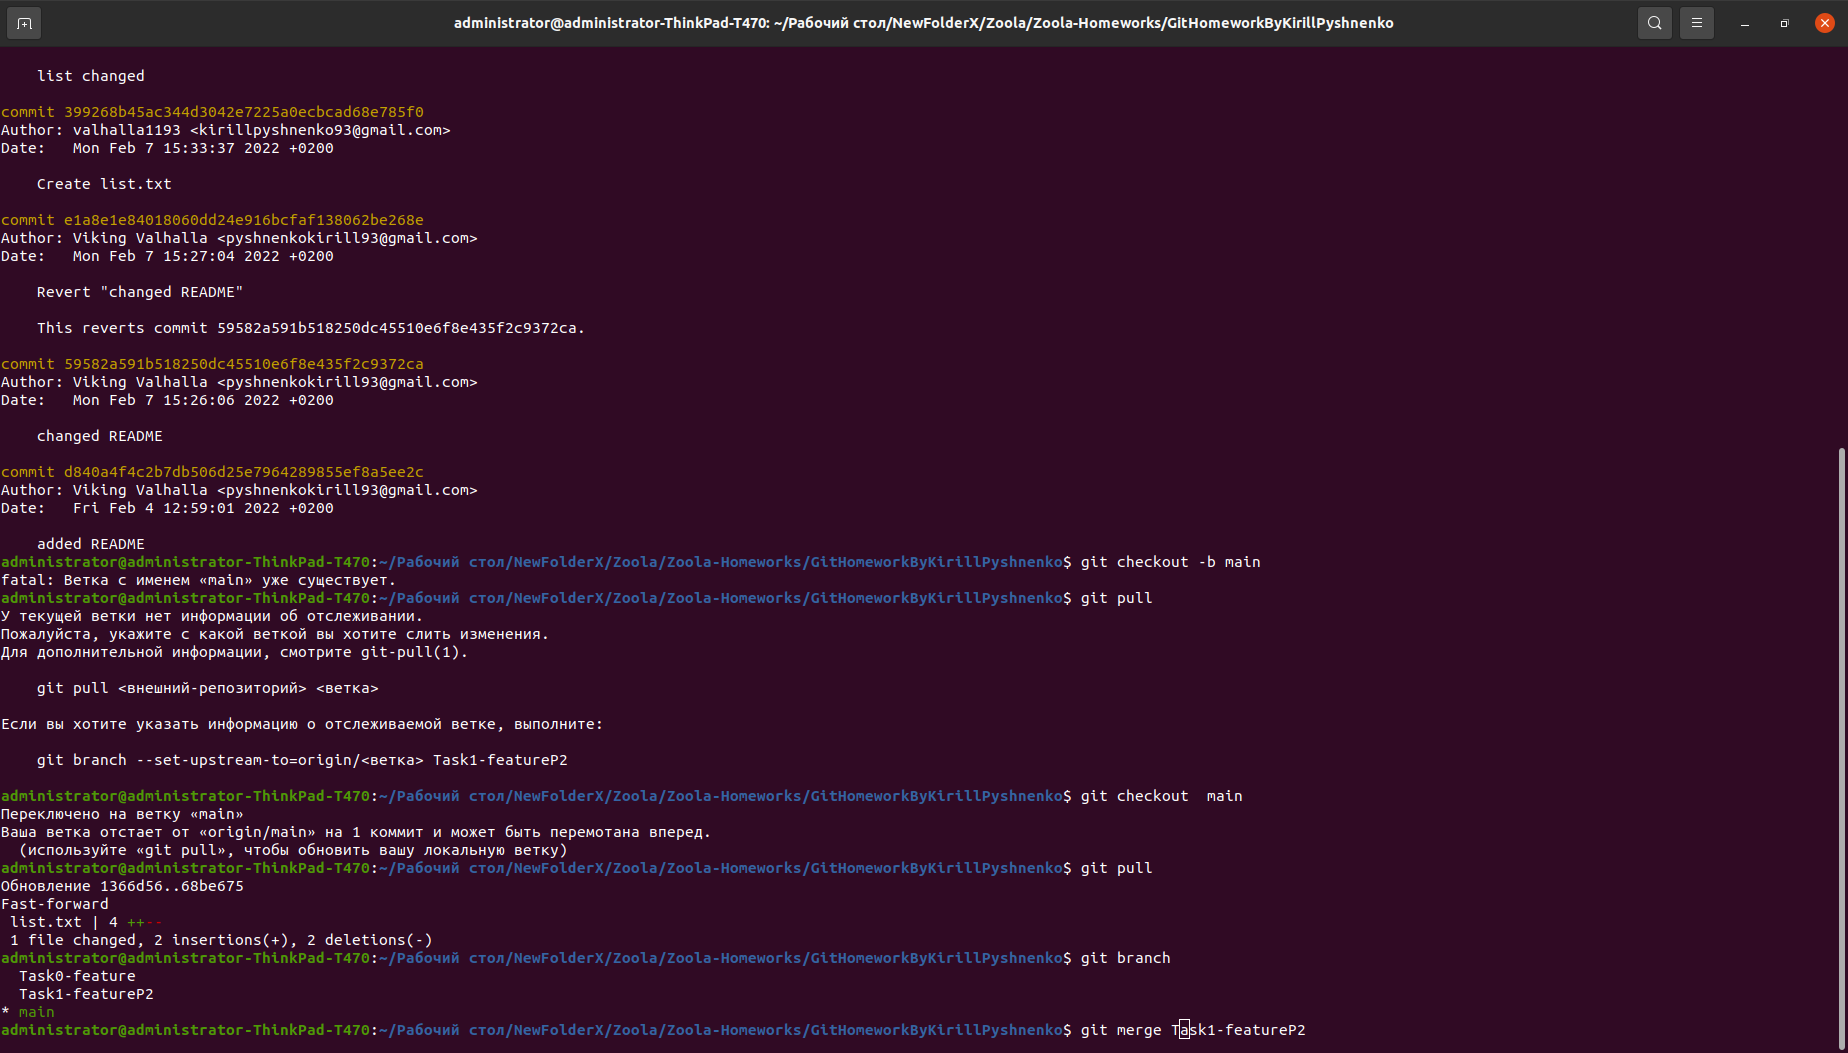 administrator@administrator-ThinkPad-T470: ~/Рабочий стол/NewFolderX/Zoola/Zoola-Homeworks/GitHomeworkByKirillPyshnenko
list changed
commit 399268b45ac344d3042e7225a0ecbcad68e785f0
Author: valhalla1193 <kirillpyshnenko93@gmail.com>
Date:   Mon Feb 7 15:33:37 2022 +0200
Create list.txt
commit e1a8e1e84018060dd24e916bcfaf138062be268e
Author: Viking Valhalla <pyshnenkokirill93@gmail.com>
Date:   Mon Feb 7 15:27:04 2022 +0200
Revert "changed README"
This reverts commit 59582a591b518250dc45510e6f8e435f2c9372ca.
commit 59582a591b518250dc45510e6f8e435f2c9372ca
Author: Viking Valhalla <pyshnenkokirill93@gmail.com>
Date:   Mon Feb 7 15:26:06 2022 +0200
changed README
commit d840a4f4c2b7db506d25e7964289855ef8a5ee2c
Author: Viking Valhalla <pyshnenkokirill93@gmail.com>
Date:   Fri Feb 4 12:59:01 2022 +0200
added README
administrator@administrator-ThinkPad-T470:~/Рабочий стол/NewFolderX/Zoola/Zoola-Homeworks/GitHomeworkByKirillPyshnenko$ git checkout -b main
fatal: Ветка с именем «main» уже существует.
administrator@administrator-ThinkPad-T470:~/Рабочий стол/NewFolderX/Zoola/Zoola-Homeworks/GitHomeworkByKirillPyshnenko$ git pull
У текущей ветки нет информации об отслеживании.
Пожалуйста, укажите с какой веткой вы хотите слить изменения.
Для дополнительной информации, смотрите git-pull(1).
git pull <внешний-репозиторий> <ветка>
Если вы хотите указать информацию о отслеживаемой ветке, выполните:
git branch --set-upstream-to=origin/<ветка> Task1-featureP2
administrator@administrator-ThinkPad-T470:~/Рабочий стол/NewFolderX/Zoola/Zoola-Homeworks/GitHomeworkByKirillPyshnenko$ git checkout  main
Переключено на ветку «main»
Ваша ветка отстает от «origin/main» на 1 коммит и может быть перемотана вперед.
(используйте «git pull», чтобы обновить вашу локальную ветку)
administrator@administrator-ThinkPad-T470:~/Рабочий стол/NewFolderX/Zoola/Zoola-Homeworks/GitHomeworkByKirillPyshnenko$ git pull
Обновление 1366d56..68be675
Fast-forward
list.txt | 4 ++--
1 file changed, 2 insertions(+), 2 deletions(-)
administrator@administrator-ThinkPad-T470:~/Рабочий стол/NewFolderX/Zoola/Zoola-Homeworks/GitHomeworkByKirillPyshnenko$ git branch
Task0-feature
Task1-featureP2
* main
administrator@administrator-ThinkPad-T470:~/Рабочий стол/NewFolderX/Zoola/Zoola-Homeworks/GitHomeworkByKirillPyshnenko$ git merge Task1-featureP2